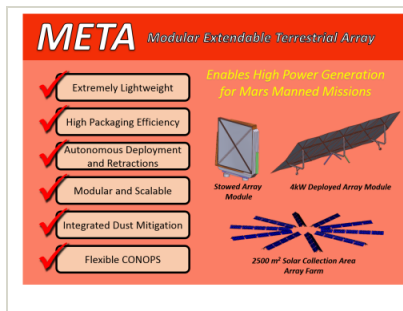 META Modular Extendable Terrestrial Array
Extremely Lightweight
High Packaging Efficiency
Autonomous Deployment
and Retractions
Modular and Scalable
Integrated Dust Mitigation
Flexible CONOPS
Enables High Power Generation
for Mars Manned Missions
Stowed Array
Module
4kW Deployed Array Module
2500 m² Solar Collection Area
Array Farm